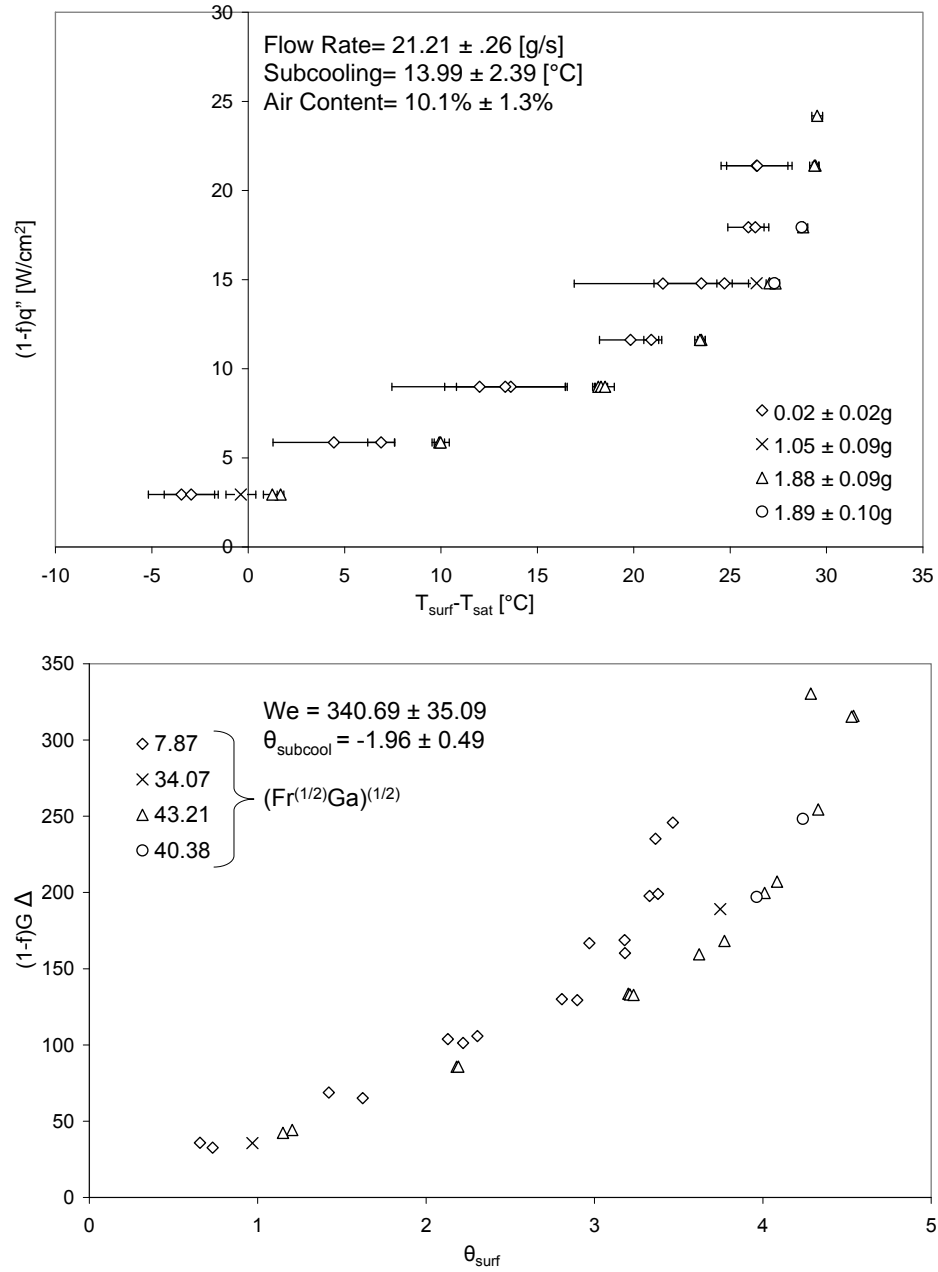 30
Flow Rate= 21.21 ± .26 [g/s]
Subcooling= 13.99 ± 2.39 [°C]
Air Content= 10.1% ± 1.3%
25
20
(1-f)q” [W/cm²]
15
10
0.02 ± 0.02g
1.05 ± 0.09g
5
1.88 ± 0.09g
1.89 ± 0.10g
0
-10 -5 0 5 10 15 20 25 30 35
Tsurf-Tsat [°C]
350
We = 340.69 ± 35.09
300
7.87
θsubcool = -1.96 ± 0.49
34.07
(Fr(1/2)Ga)(1/2)
250
43.21
40.38
200
(1-f)G Δ
150
100
50
0
0 1 2 3 4 5
θsurf